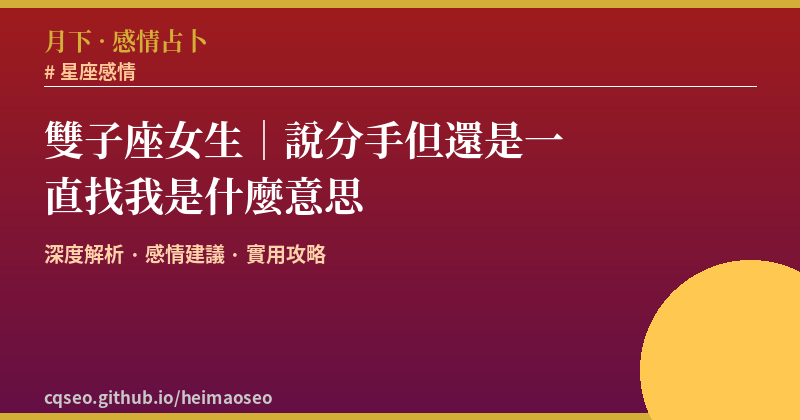 月下 · 感情占卜
# 星座感情
雙子座女生｜說分手但還是一
直找我是什麼意思
深度解析 · 感情建議 · 實用攻略
cqseo.github.io/heimaoseo